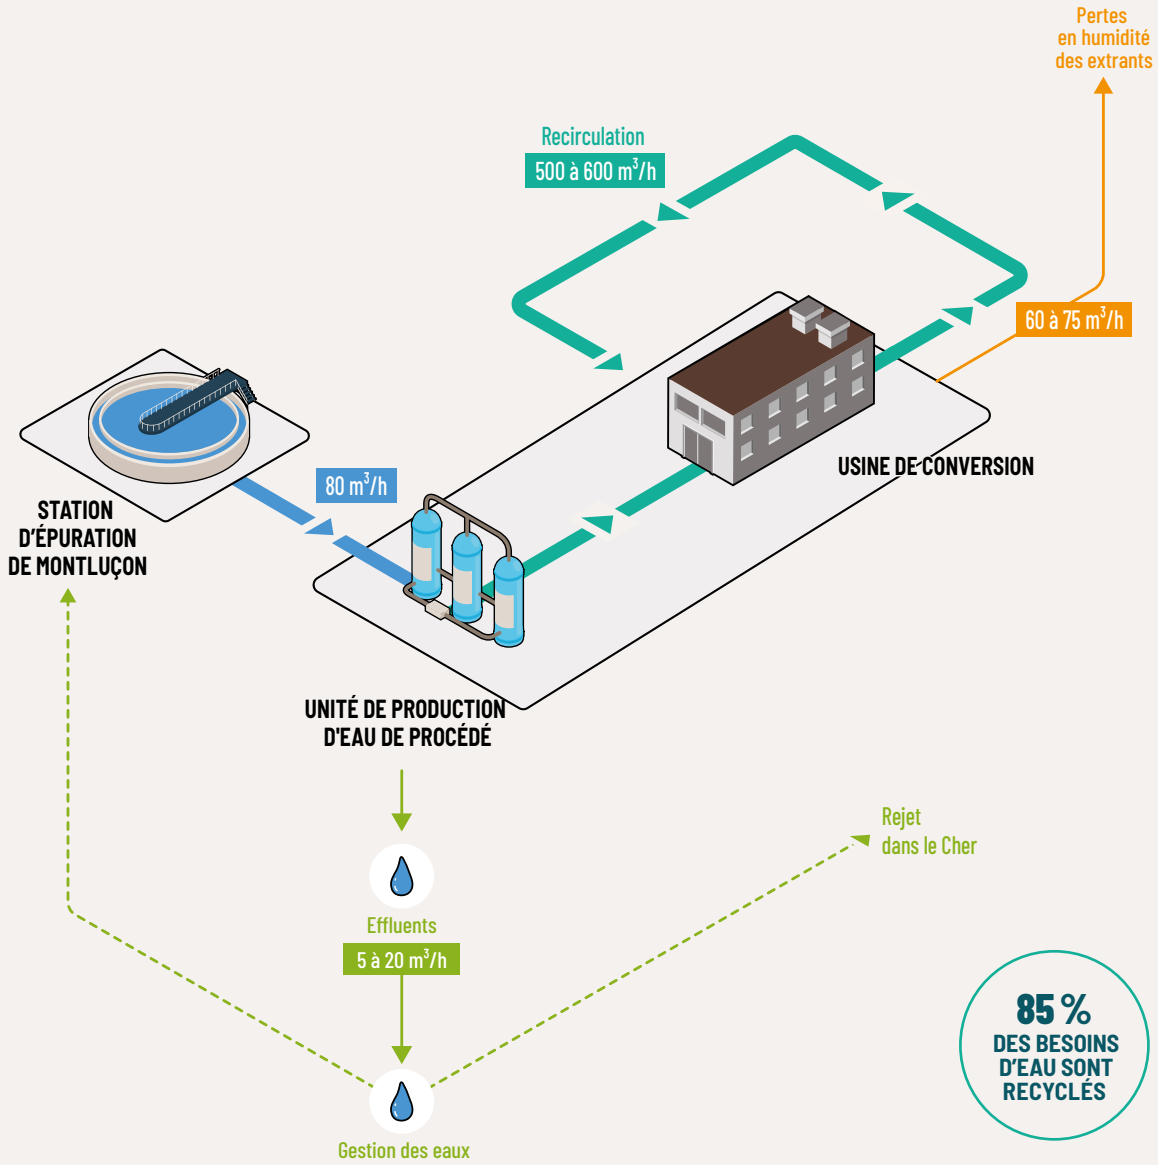 Pertes
en humidité
des extrants
Recirculation
500 à 600 m³/h
60 à 75 m³/h
80 m³/h
USINE DE CONVERSION
STATION
D’ÉPURATION
DE MONTLUÇON
UNITÉ DE PRODUCTION
D'EAU DE PROCÉDÉ
Rejet
dans le Cher
Effluents
5 à 20 m³/h
85 %
DES BESOINS
D’EAU SONT
RECYCLÉS
Gestion des eaux